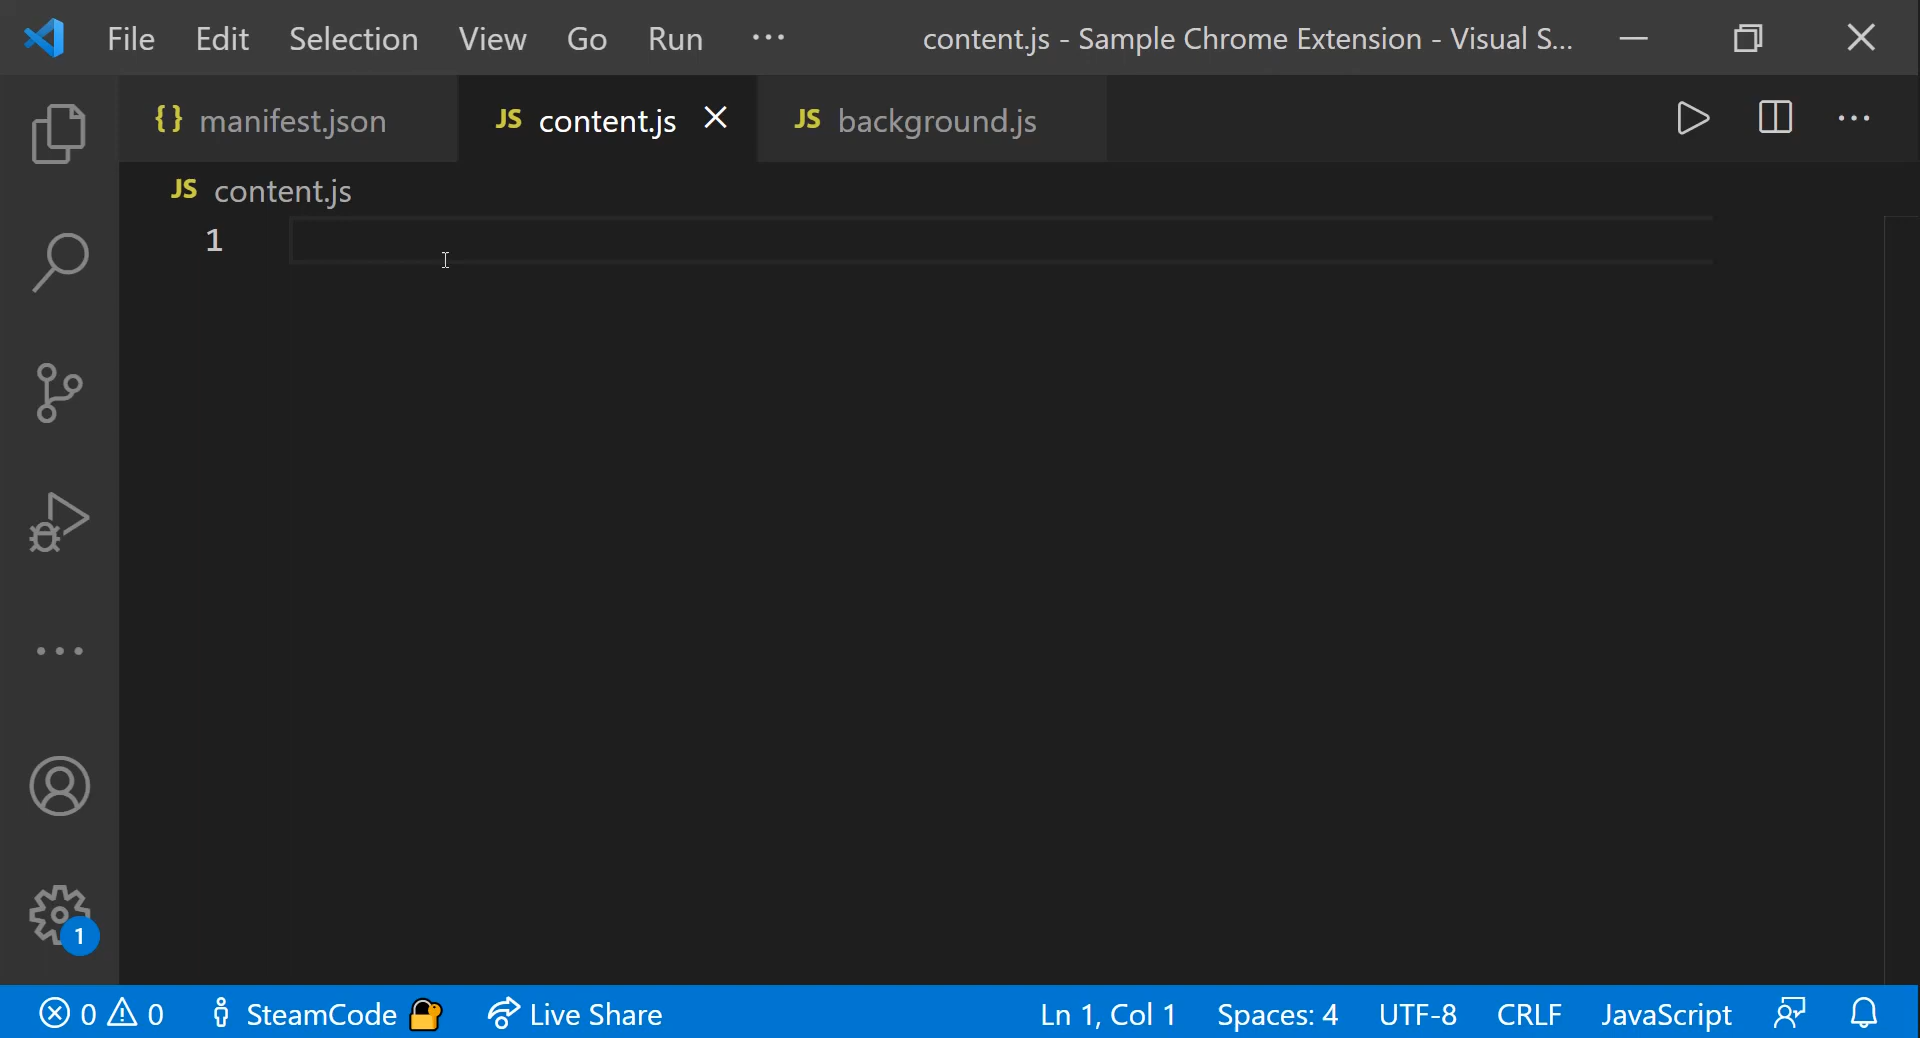 File Edit Selection View Go Run ··· content.js - Sample Chrome Extension - Visual S...
{} manifest.json JS content.js JS background.js
JS content.js
1
1
0 0 SteamCode Live Share Ln 1, Col 1 Spaces: 4 UTF-8 CRLF JavaScript